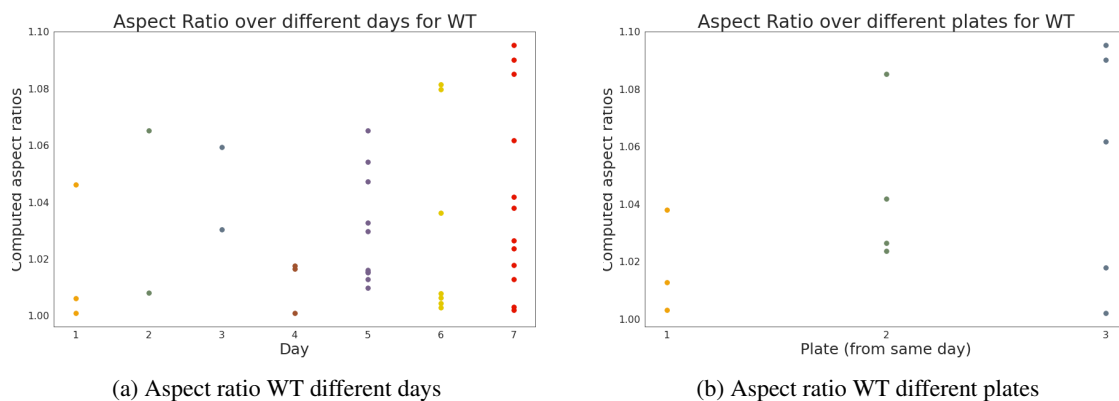 Aspect Ratio over different days for WT
Computed aspect ratios
1.10
1.08
1.06
1.04
1.02
1.00
1 2 3 4 5 6 7
Day
(a) Aspect ratio WT different days
Aspect Ratio over different plates for WT
Computed aspect ratios
1.10
1.08
1.06
1.04
1.02
1.00
1 2 3
Plate (from same day)
(b) Aspect ratio WT different plates